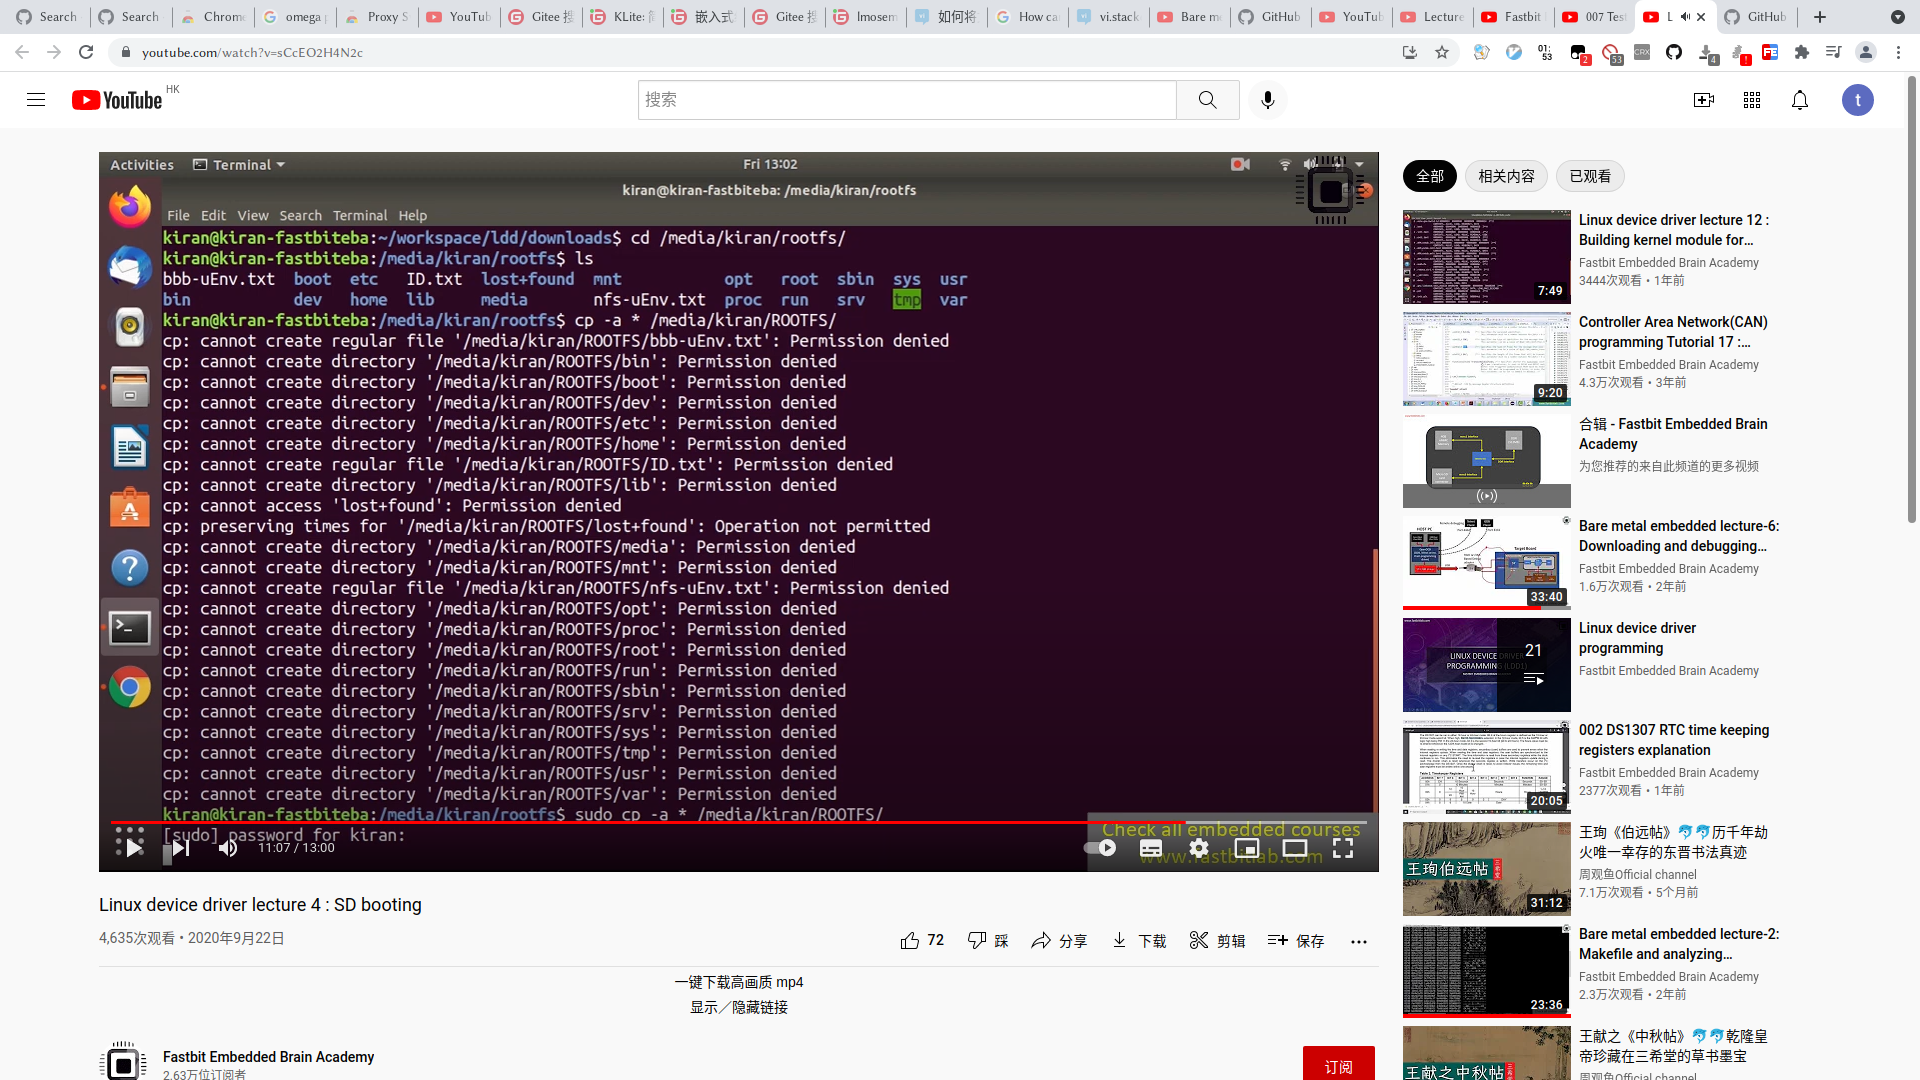 Search
Search
Chrome
omega p
Proxy S
YouTub
Gitee 搜
KLite: 简
嵌入式
Gitee 搜
Imosem
如何将
How can
vi.stack
Bare me
GitHub
YouTub
Lecture
Fastbit
007 Test
L
GitHub
youtube.com/watch?v=sCcEO2H4N2c
01:53
2
53
CRX
4
!
YouTube HK
搜索
t
Activities Terminal Fri 13:02
kiran@kiran-fastbiteba: /media/kiran/rootfs
File Edit View Search Terminal Help
kiran@kiran-fastbiteba:~/workspace/ldd/downloads$ cd /media/kiran/rootfs/
kiran@kiran-fastbiteba:/media/kiran/rootfs$ ls
bbb-uEnv.txt boot etc ID.txt lost+found mnt opt root sbin sys usr
bin dev home lib media nfs-uEnv.txt proc run srv tmp var
kiran@kiran-fastbiteba:/media/kiran/rootfs$ cp -a * /media/kiran/ROOTFS/
cp: cannot create regular file '/media/kiran/ROOTFS/bbb-uEnv.txt': Permission denied
cp: cannot create directory '/media/kiran/ROOTFS/bin': Permission denied
cp: cannot create directory '/media/kiran/ROOTFS/boot': Permission denied
cp: cannot create directory '/media/kiran/ROOTFS/dev': Permission denied
cp: cannot create directory '/media/kiran/ROOTFS/etc': Permission denied
cp: cannot create directory '/media/kiran/ROOTFS/home': Permission denied
cp: cannot create regular file '/media/kiran/ROOTFS/ID.txt': Permission denied
cp: cannot create directory '/media/kiran/ROOTFS/lib': Permission denied
cp: cannot access 'lost+found': Permission denied
cp: preserving times for '/media/kiran/ROOTFS/lost+found': Operation not permitted
cp: cannot create directory '/media/kiran/ROOTFS/media': Permission denied
cp: cannot create directory '/media/kiran/ROOTFS/mnt': Permission denied
cp: cannot create regular file '/media/kiran/ROOTFS/nfs-uEnv.txt': Permission denied
cp: cannot create directory '/media/kiran/ROOTFS/opt': Permission denied
cp: cannot create directory '/media/kiran/ROOTFS/proc': Permission denied
cp: cannot create directory '/media/kiran/ROOTFS/root': Permission denied
cp: cannot create directory '/media/kiran/ROOTFS/run': Permission denied
cp: cannot create directory '/media/kiran/ROOTFS/sbin': Permission denied
cp: cannot create directory '/media/kiran/ROOTFS/srv': Permission denied
cp: cannot create directory '/media/kiran/ROOTFS/sys': Permission denied
cp: cannot create directory '/media/kiran/ROOTFS/tmp': Permission denied
cp: cannot create directory '/media/kiran/ROOTFS/usr': Permission denied
cp: cannot create directory '/media/kiran/ROOTFS/var': Permission denied
kiran@kiran-fastbiteba:/media/kiran/rootfs$ sudo cp -a * /media/kiran/ROOTFS/
[sudo] password for kiran:
Check all embedded courses
www.fastbitlab.com
11:07 / 13:00
Linux device driver lecture 4 : SD booting
4,635次观看 • 2020年9月22日
72 踩 分享 下载 剪辑 保存
一键下载高画质 mp4
显示／隐藏链接
Fastbit Embedded Brain Academy
2.63万位订阅者
订阅
全部 相关内容 已观看
Linux device driver lecture 12 :
Building kernel module for…
Fastbit Embedded Brain Academy
3444次观看 • 1年前
7:49
Controller Area Network(CAN)
programming Tutorial 17 :…
Fastbit Embedded Brain Academy
4.3万次观看 • 3年前
9:20
合辑 - Fastbit Embedded Brain
Academy
为您推荐的来自此频道的更多视频
Bare metal embedded lecture-6:
Downloading and debugging…
Fastbit Embedded Brain Academy
1.6万次观看 • 2年前
33:40
Linux device driver
programming
Fastbit Embedded Brain Academy
LINUX DEVICE DRIVER
PROGRAMMING (LDD1)
21
002 DS1307 RTC time keeping
registers explanation
Fastbit Embedded Brain Academy
2377次观看 • 1年前
20:05
王珣《伯远帖》🐬🐬历千年劫
火唯一幸存的东晋书法真迹
周观鱼Official channel
7.1万次观看 • 5个月前
王珣伯远帖
31:12
Bare metal embedded lecture-2:
Makefile and analyzing…
Fastbit Embedded Brain Academy
2.3万次观看 • 2年前
23:36
王献之《中秋帖》🐬🐬乾隆皇
帝珍藏在三希堂的草书墨宝
周观鱼Official channel
王献之中秋帖